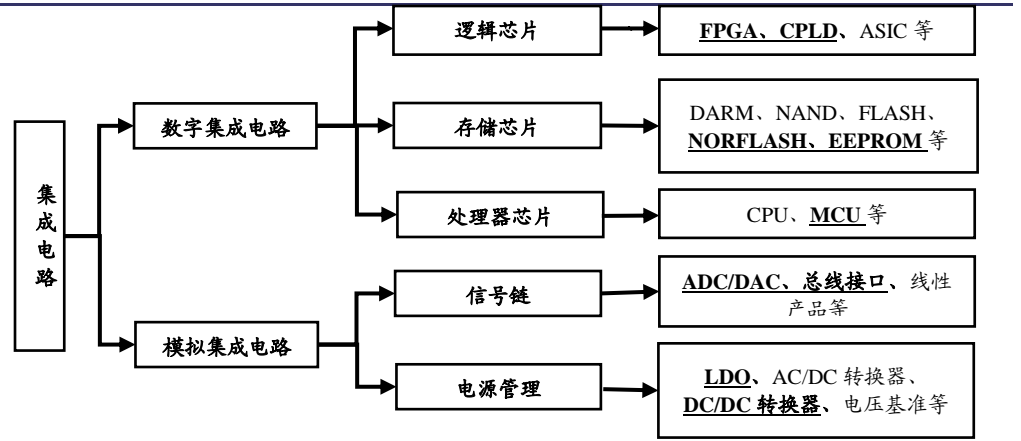 集
成
电
路
数字集成电路
模拟集成电路
逻辑芯片
FPGA、CPLD、ASIC 等
存储芯片
DARM、NAND、FLASH、
NORFLASH、EEPROM 等
处理器芯片
CPU、MCU 等
信号链
ADC/DAC、总线接口、线性
产品等
电源管理
LDO、AC/DC 转换器、
DC/DC 转换器、电压基准等